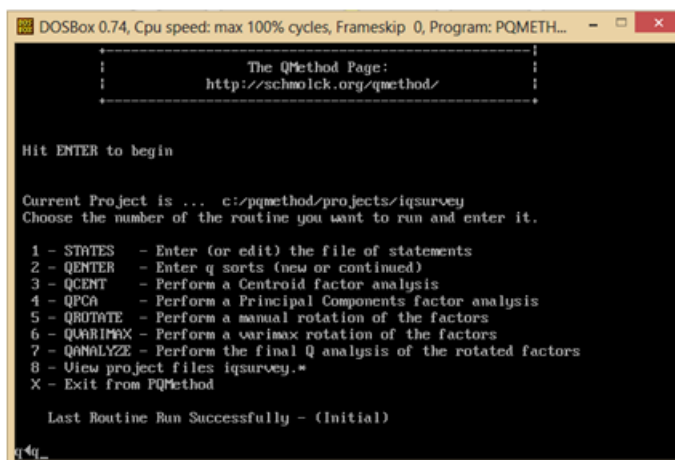 DOSBox 0.74, Cpu speed: max 100% cycles, Frameskip 0, Program: PQMETH...
The QMethod Page:
http://schmolck.org/qmethod/
Hit ENTER to begin
Current Project is ... c:/pqmethod/projects/iqsurvey
Choose the number of the routine you want to run and enter it.
1 - STATES - Enter (or edit) the file of statements
2 - QENTER - Enter q sorts (new or continued)
3 - QCENT - Perform a Centroid factor analysis
4 - QPCA - Perform a Principal Components factor analysis
5 - QROTATE - Perform a manual rotation of the factors
6 - QVARIMAX - Perform a varimax rotation of the factors
7 - QANALYZE - Perform the final Q analysis of the rotated factors
8 - View project files iqsurvey.*
X - Exit from PQMethod
Last Routine Run Successfully - (Initial)
q◄q_